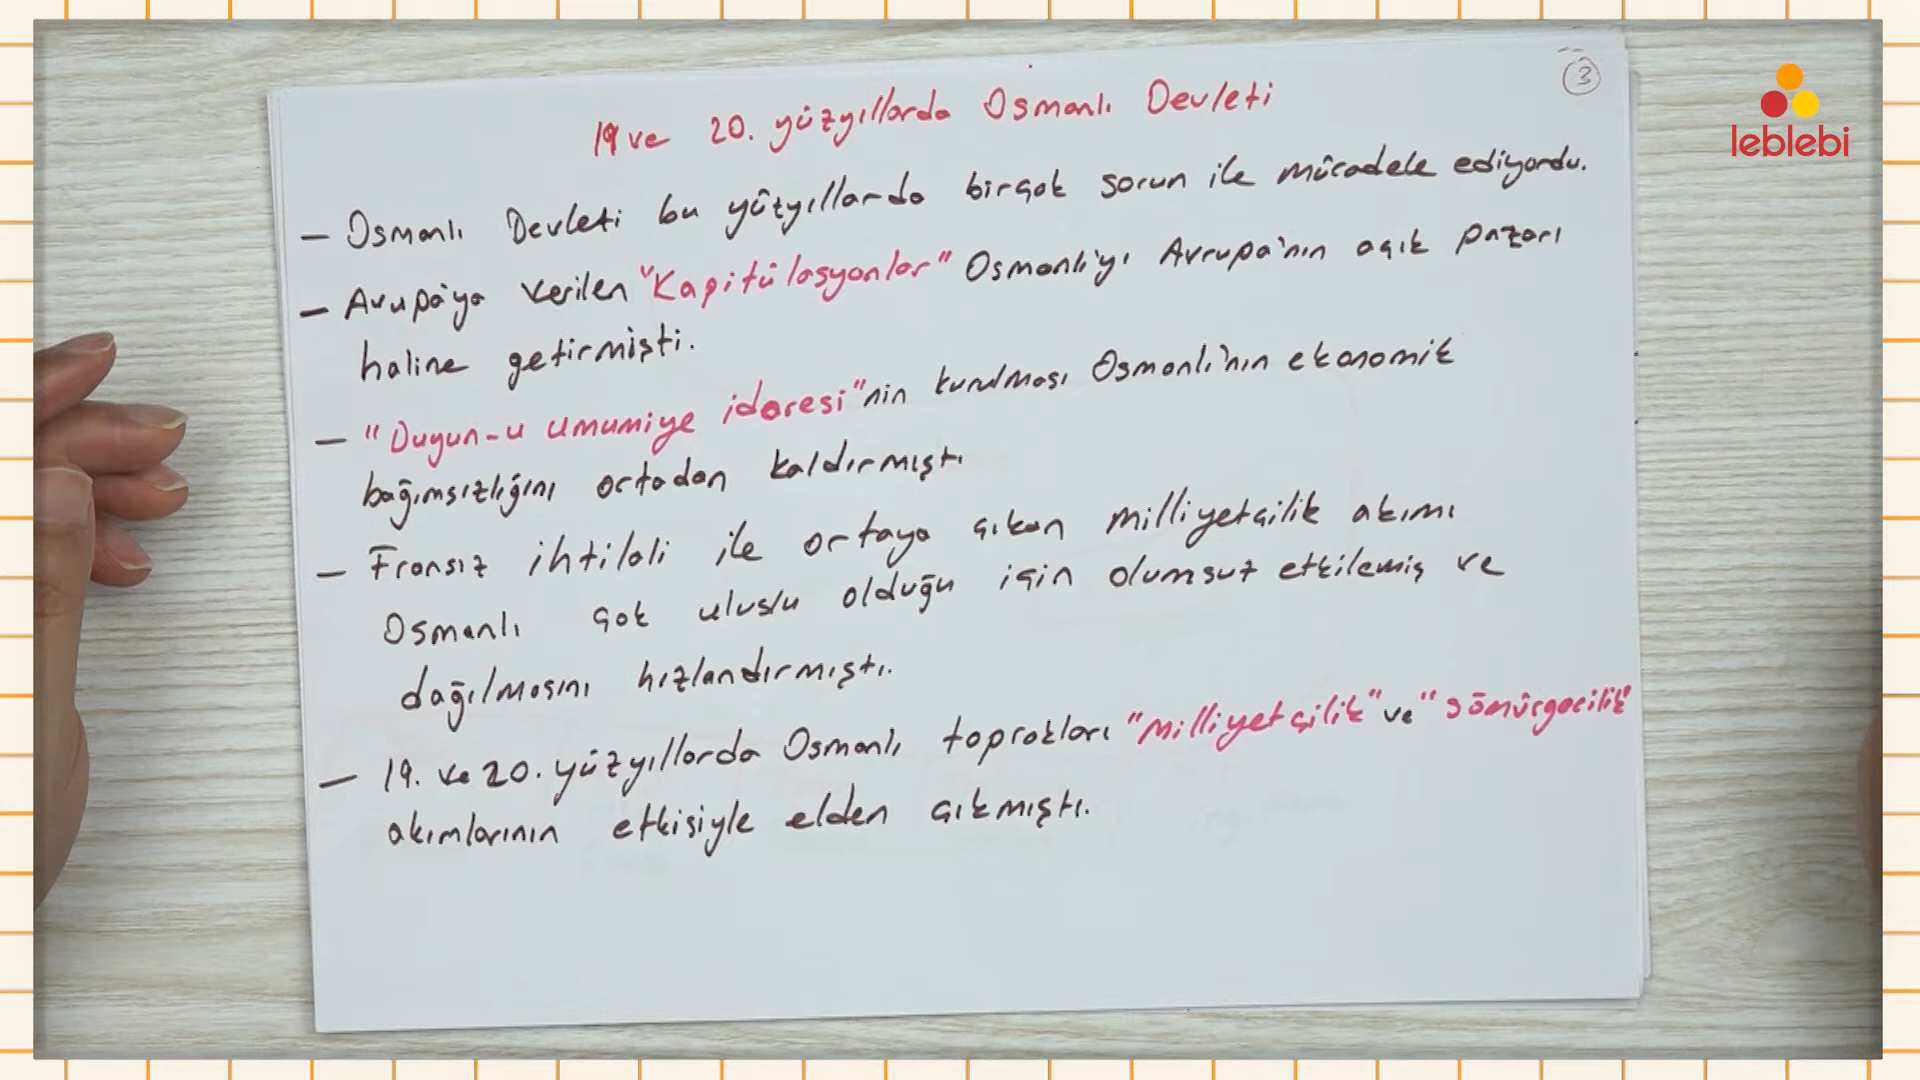 3
leblebi
19 ve 20. yüzyıllarda Osmanlı Devleti
- Osmanlı Devleti bu yüzyıllarda birçok sorun ile mücadele ediyordu.
- Avupa'ya verilen "Kapitülasyonlar" Osmanlı'yı Avrupa'nın açık pazarı
haline getirmişti.
- "Duyun-u umumiye idaresi"nin kurulması Osmanlı'nın ekonomik
bağımsızlığını ortadan kaldırmıştı.
- Fransız ihtilali ile ortaya çıkan milliyetçilik akımı
Osmanlı çok uluslu olduğu için olumsuz etkilemiş ve
dağılmasını hızlandırmıştı.
- 19. ve 20. yüzyıllarda Osmanlı toprakları "milliyetçilik" ve "sömürgecilik"
akımlarının etkisiyle elden çıkmıştı.